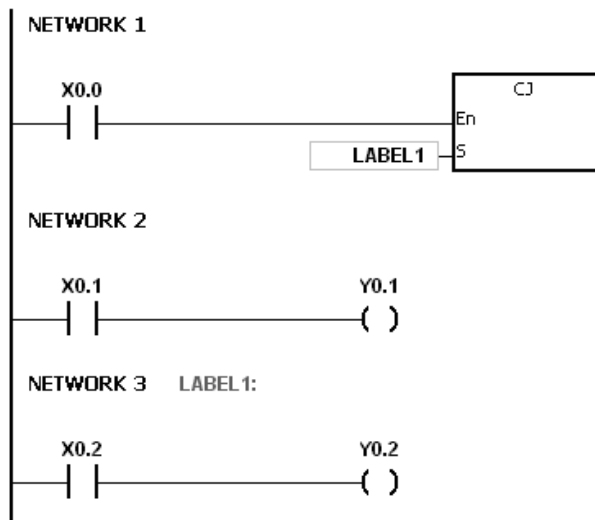 NETWORK 1
X0.0
CJ
En
LABEL1 S
NETWORK 2
X0.1 Y0.1
NETWORK 3 LABEL1:
X0.2 Y0.2